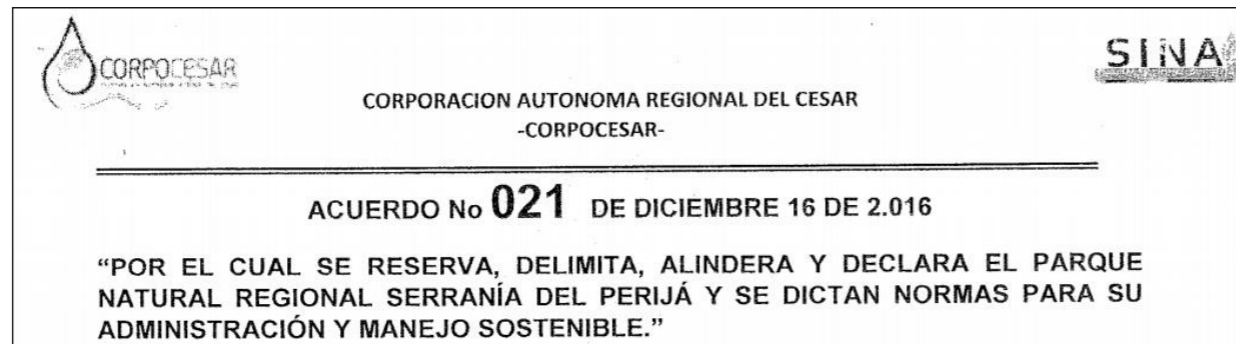 CORPOCESAR
SINA
CORPORACION AUTONOMA REGIONAL DEL CESAR
-CORPOCESAR-
ACUERDO No 021 DE DICIEMBRE 16 DE 2.016
“POR EL CUAL SE RESERVA, DELIMITA, ALINDERA Y DECLARA EL PARQUE
NATURAL REGIONAL SERRANÍA DEL PERIJÁ Y SE DICTAN NORMAS PARA SU
ADMINISTRACIÓN Y MANEJO SOSTENIBLE.”